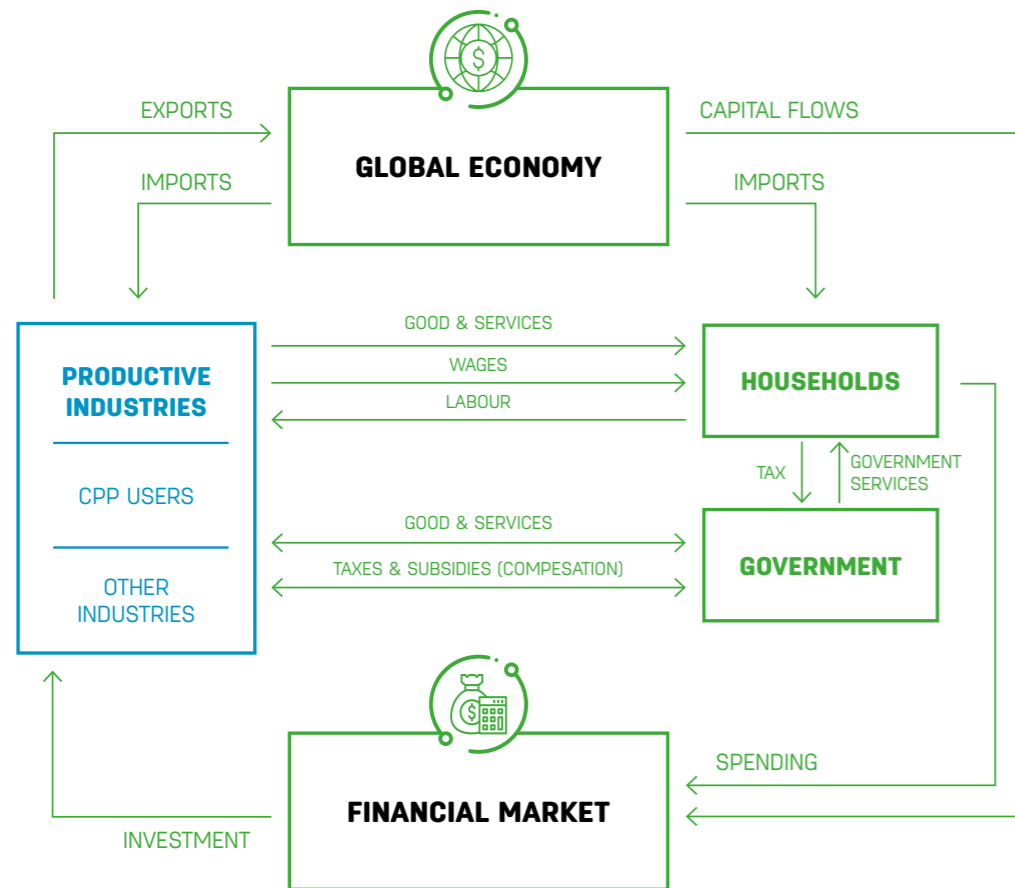 $
EXPORTS
CAPITAL FLOWS
GLOBAL ECONOMY
IMPORTS
IMPORTS
GOOD & SERVICES
PRODUCTIVE
INDUSTRIES
WAGES
HOUSEHOLDS
LABOUR
CPP USERS
TAX
GOVERNMENT
SERVICES
GOOD & SERVICES
TAXES & SUBSIDIES (COMPESATION)
GOVERNMENT
OTHER
INDUSTRIES
$
SPENDING
FINANCIAL MARKET
INVESTMENT